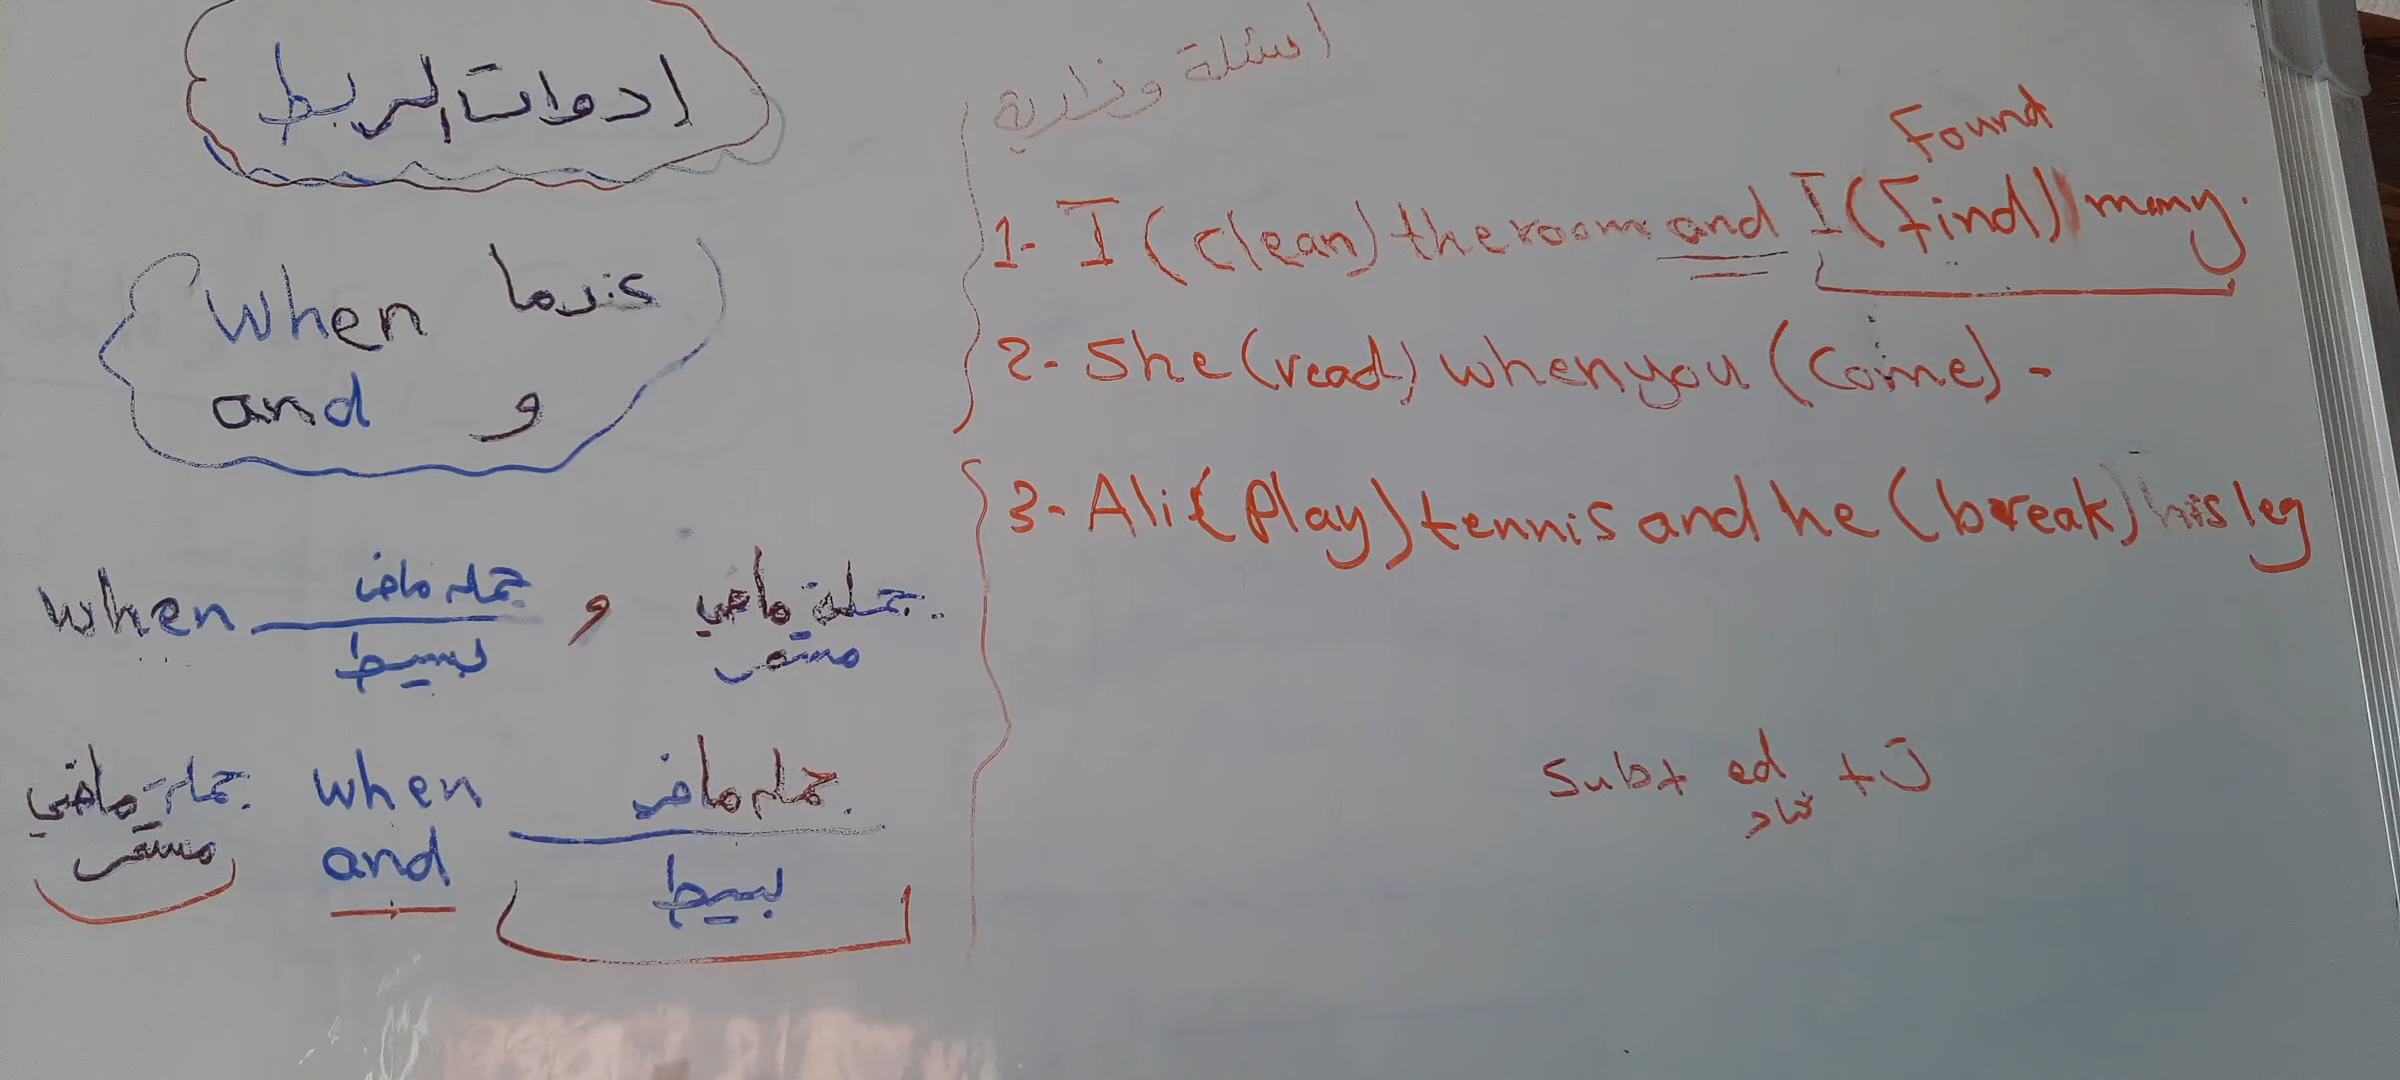 ادوات الربط
When عندما
and و
when جملة ماضي بسيط , جملة ماضي مستمر
جملة ماضي مستمر when and جملة ماضي بسيط
اسئلة وزارية
Found
1- I (clean) the room and I (find) many.
2- She (read) when you (come) -
3- Ali (Play) tennis and he (break) his leg
Sub + ed شاذ + ن